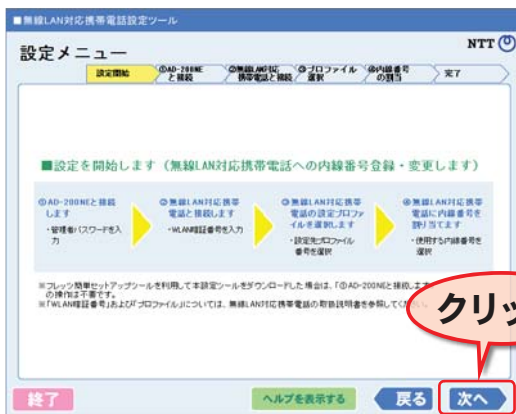 ■無線LAN対応携帯電話設定ツール
設定メニュー
NTT
設定開始
①AD-200NE
と接続
②無線LAN対応
携帯電話と接続
③プロファイル
選択
④内線番号
の割当
完了
■設定を開始します（無線LAN対応携帯電話への内線番号登録・変更します）
①AD-200NEと接続
します
・管理者パスワードを入
力
②無線LAN対応携帯
電話と接続します
・WLAN暗証番号を入力
③無線LAN対応携帯
電話の設定プロファ
イルを選択します
・設定先プロファイル
番号を選択
④無線LAN対応携帯
電話に内線番号を
割り当てます
・使用する内線番号を
選択
※フレッツ簡単セットアップツールを利用して本設定ツールをダウンロードした場合は、「①AD-200NEと接続します」
の操作は不要です。
※「WLAN暗証番号」および「プロファイル」については、無線LAN対応携帯電話の取扱説明書を参照してくだ
クリッ
終了
ヘルプを表示する
戻る
次へ